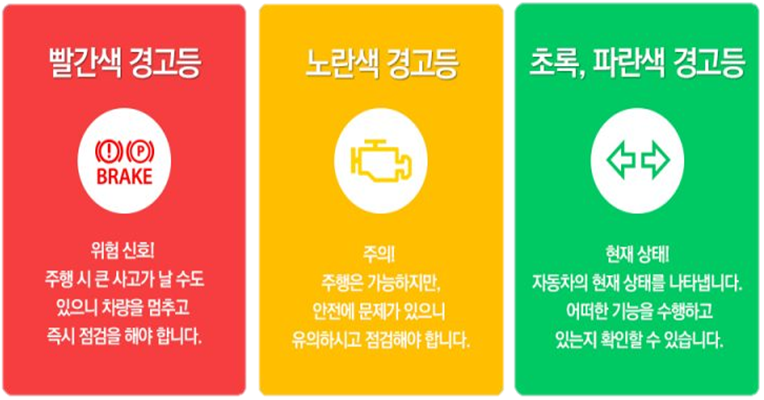 빨간색 경고등
(!) (P)
BRAKE
위험 신호!
주행 시 큰 사고가 날 수도
있으니 차량을 멈추고
즉시 점검을 해야 합니다.
노란색 경고등
주의!
주행은 가능하지만,
안전에 문제가 있으니
유의하시고 점검해야 합니다.
초록, 파란색 경고등
현재 상태!
자동차의 현재 상태를 나타냅니다.
어떠한 기능을 수행하고
있는지 확인할 수 있습니다.